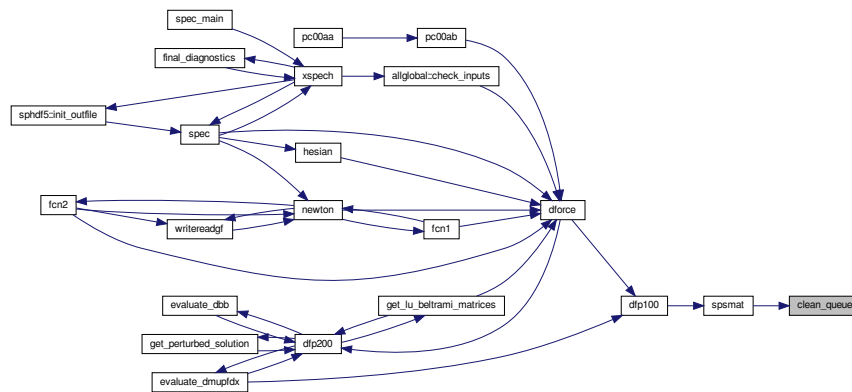 spec_main
pc00aa
pc00ab
final_diagnostics
xspech
allglobal::check_inputs
sphdf5::init_outfile
spec
hesian
fcn2
newton
dforce
writereadgf
fcn1
evaluate_dbb
get_lu_beltrami_matrices
dfp100
spsmat
clean_queue
get_perturbed_solution
dfp200
evaluate_dmupfdx